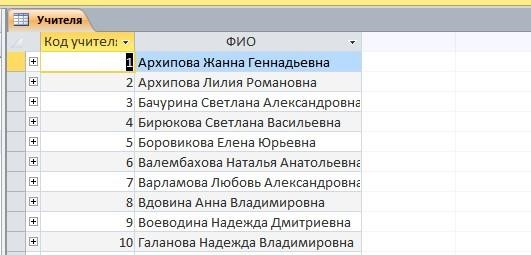 Учителя
Код учителя ФИО
1 Архипова Жанна Геннадьевна
2 Архипова Лилия Романовна
3 Бачурина Светлана Александровна
4 Бирюкова Светлана Васильевна
5 Боровикова Елена Юрьевна
6 Валембахова Наталья Анатольевна
7 Варламова Любовь Александровна
8 Вдовина Анна Владимировна
9 Воеводина Надежда Дмитриевна
10 Галанова Надежда Владимировна